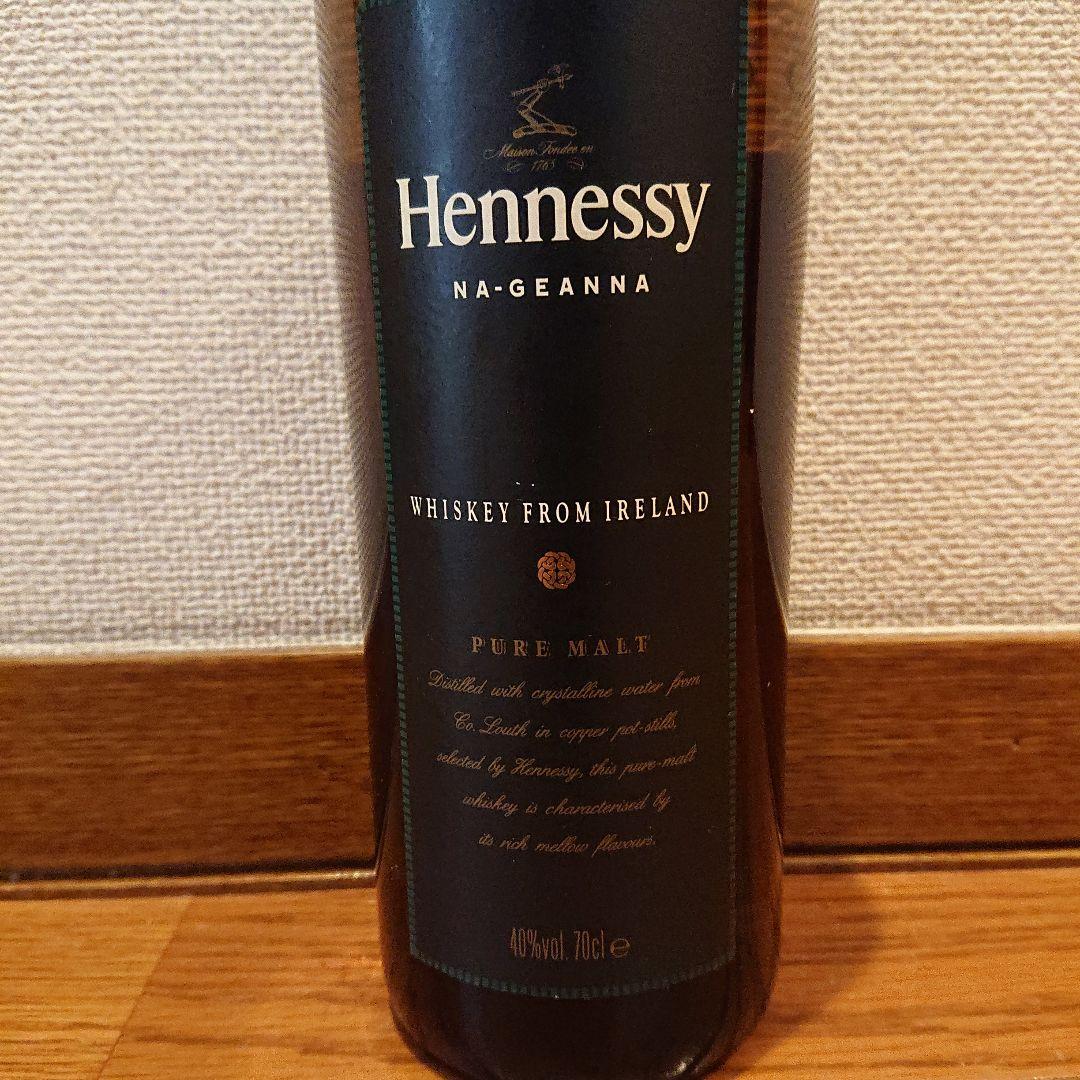 Maison Fondee en
1765
Hennessy
NA-GEANNA
WHISKEY FROM IRELAND
PURE MALT
Distilled with crystalline water from
Co. Louth in copper pot-stills,
selected by Hennessy, this pure-malt
whiskey is characterised by
its rich mellow flavours.
40%vol. 70cl e